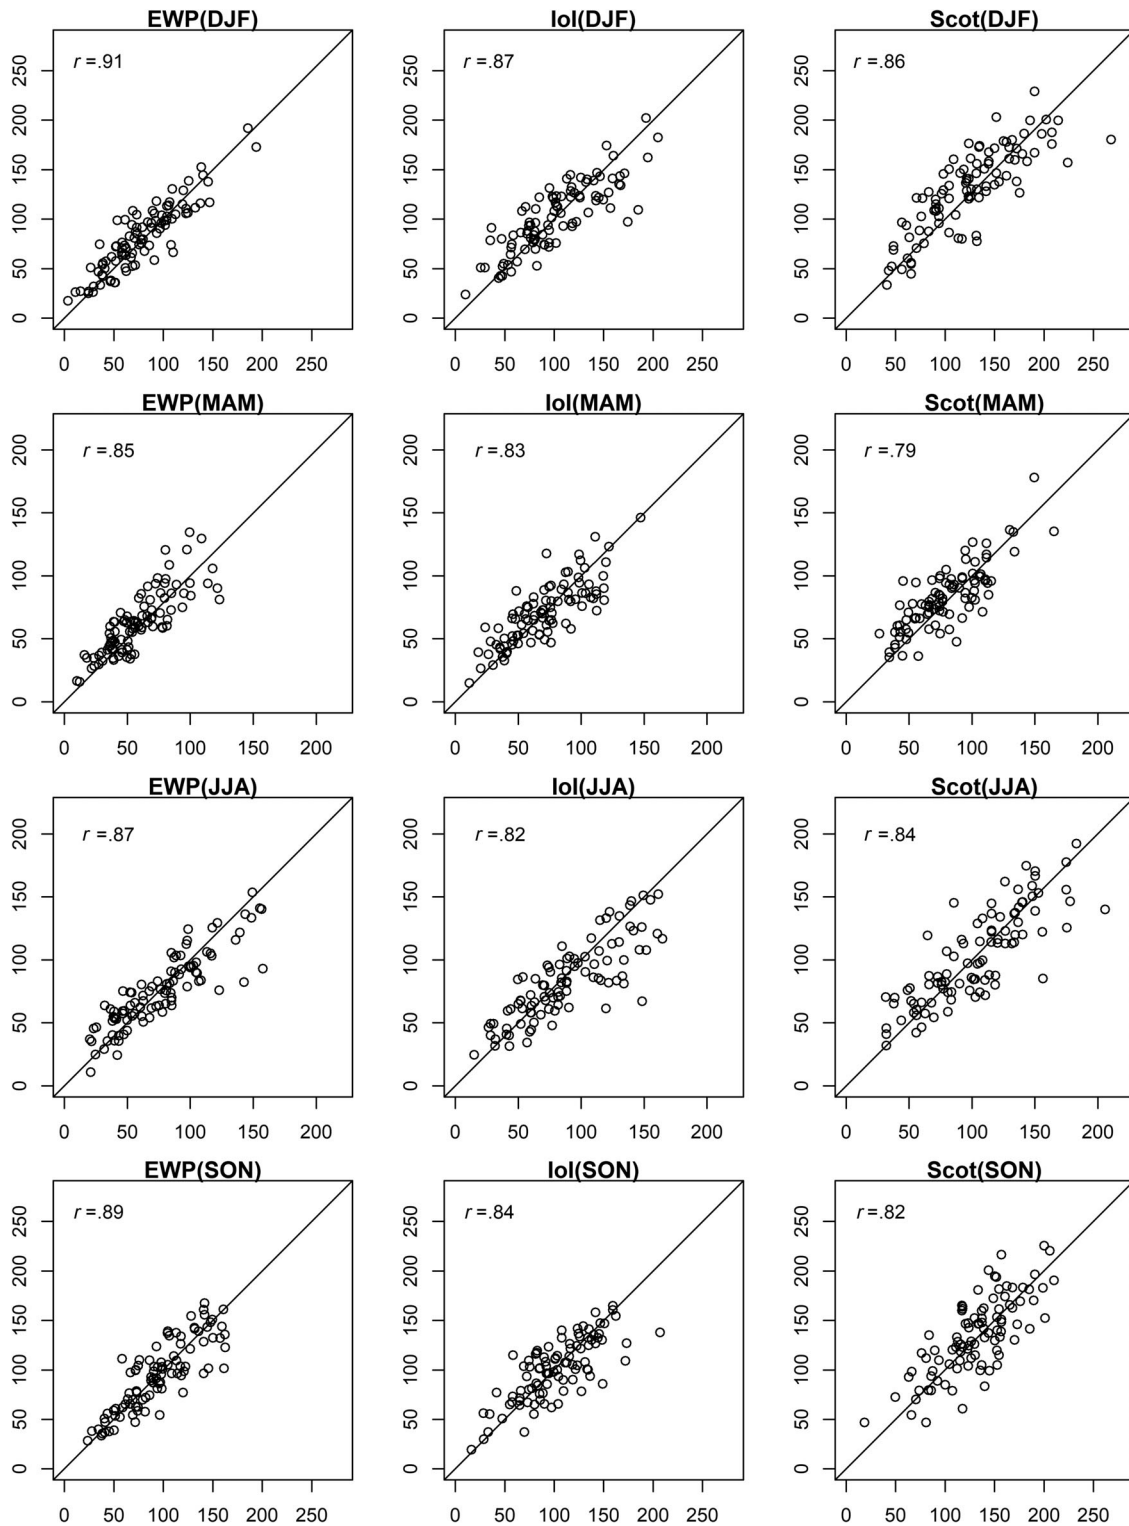 EWP(DJF) IoI(DJF) Scot(DJF)
r =.91 r =.87 r =.86
250 250 250
200 200 200
150 150 150
100 100 100
50 50 50
0 0 0
0 50 100 150 200 250 0 50 100 150 200 250 0 50 100 150 200 250
EWP(MAM) IoI(MAM) Scot(MAM)
r =.85 r =.83 r =.79
200 200 200
150 150 150
100 100 100
50 50 50
0 0 0
0 50 100 150 200 0 50 100 150 200 0 50 100 150 200
EWP(JJA) IoI(JJA) Scot(JJA)
r =.87 r =.82 r =.84
200 200 200
150 150 150
100 100 100
50 50 50
0 0 0
0 50 100 150 200 0 50 100 150 200 0 50 100 150 200
EWP(SON) IoI(SON) Scot(SON)
r =.89 r =.84 r =.82
250 250 250
200 200 200
150 150 150
100 100 100
50 50 50
0 0 0
0 50 100 150 200 250 0 50 100 150 200 250 0 50 100 150 200 250